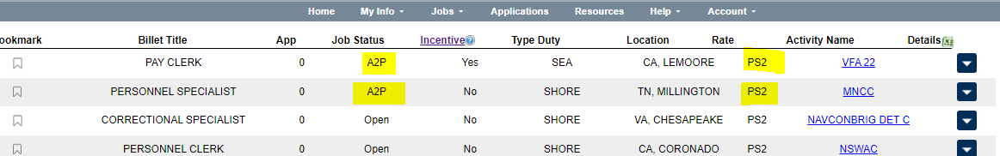 Home My Info Jobs Applications Resources Help Account
ookmark Billet Title App Job Status Incentive Type Duty Location Rate Activity Name Details
PAY CLERK 0 A2P Yes SEA CA, LEMOORE PS2 VFA 22
PERSONNEL SPECIALIST 0 A2P No SHORE TN, MILLINGTON PS2 MNCC
CORRECTIONAL SPECIALIST 0 Open No SHORE VA, CHESAPEAKE PS2 NAVCONBRIG DET C
PERSONNEL CLERK 0 Open No SHORE CA, CORONADO PS2 NSWAC